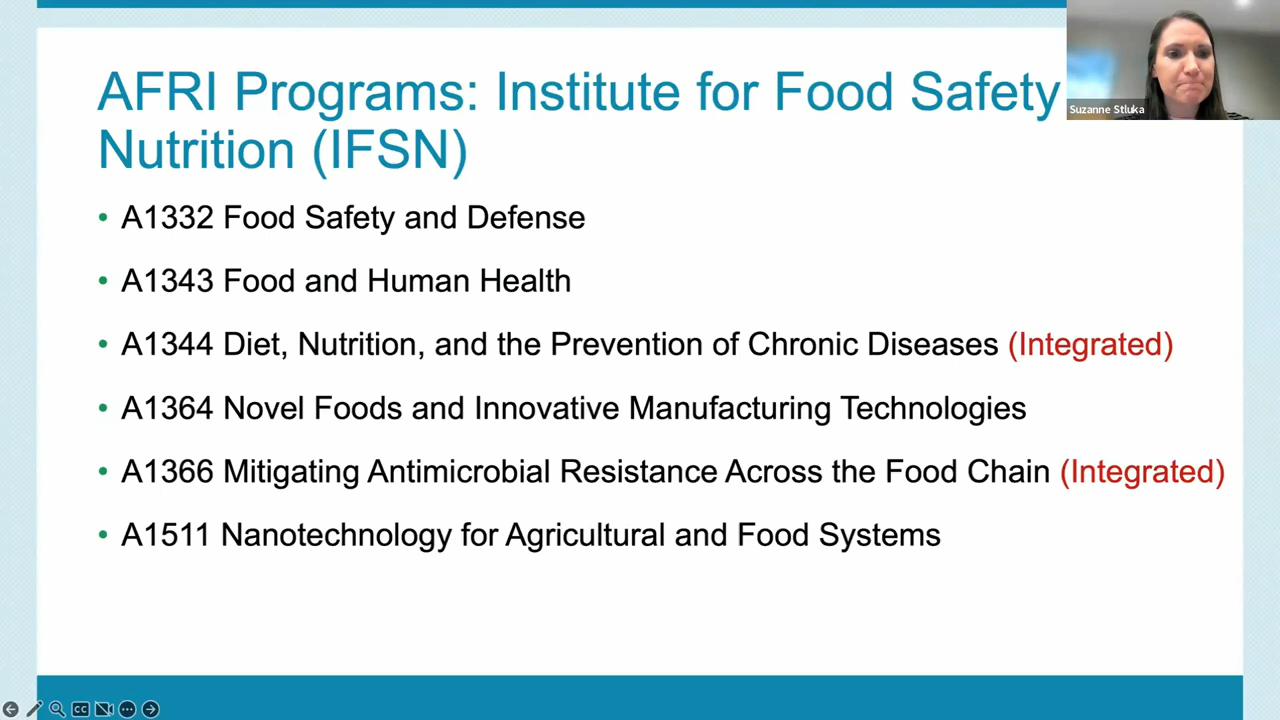 AFRI Programs: Institute for Food Safety
Nutrition (IFSN)
Suzanne Stluka
• A1332 Food Safety and Defense
• A1343 Food and Human Health
• A1344 Diet, Nutrition, and the Prevention of Chronic Diseases (Integrated)
• A1364 Novel Foods and Innovative Manufacturing Technologies
• A1366 Mitigating Antimicrobial Resistance Across the Food Chain (Integrated)
• A1511 Nanotechnology for Agricultural and Food Systems
CC